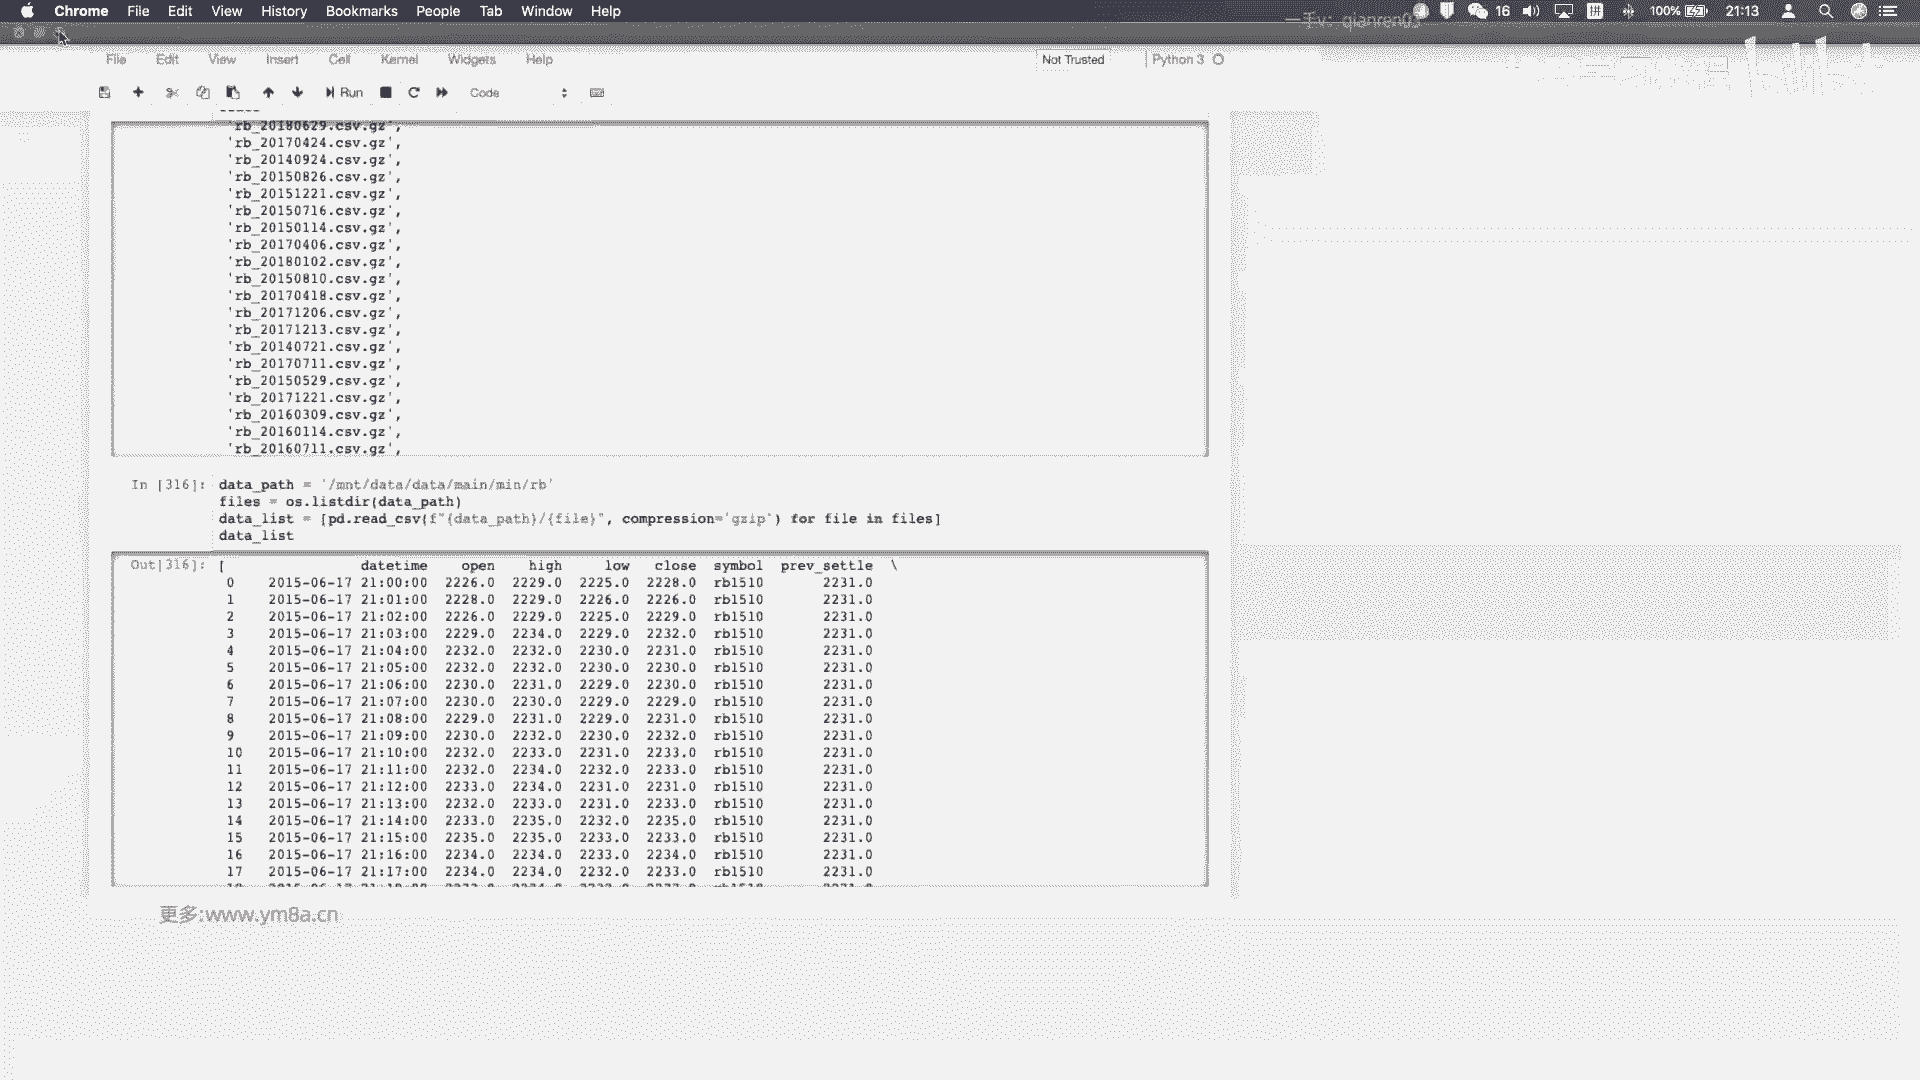 Chrome File Edit View History Bookmarks People Tab Window Help 16 100% 21:13
File Edit View Insert Cell Kernel Widgets Help Not Trusted Python 3
Run Code
'rb_20180629.csv.gz',
'rb_20170424.csv.gz',
'rb_20140924.csv.gz',
'rb_20150826.csv.gz',
'rb_20151221.csv.gz',
'rb_20150716.csv.gz',
'rb_20150114.csv.gz',
'rb_20170406.csv.gz',
'rb_20180102.csv.gz',
'rb_20150810.csv.gz',
'rb_20170418.csv.gz',
'rb_20171206.csv.gz',
'rb_20171213.csv.gz',
'rb_20140721.csv.gz',
'rb_20170711.csv.gz',
'rb_20150529.csv.gz',
'rb_20171221.csv.gz',
'rb_20160309.csv.gz',
'rb_20160114.csv.gz',
'rb_20160711.csv.gz',
In [316]: data_path = '/mnt/data/data/main/min/rb'
files = os.listdir(data_path)
data_list = [pd.read_csv(f"{data_path}/{file}", compression='gzip') for file in files]
data_list
Out[316]: [ datetime open high low close symbol prev_settle \
0 2015-06-17 21:00:00 2226.0 2229.0 2225.0 2228.0 rb1510 2231.0
1 2015-06-17 21:01:00 2228.0 2229.0 2226.0 2226.0 rb1510 2231.0
2 2015-06-17 21:02:00 2226.0 2229.0 2225.0 2229.0 rb1510 2231.0
3 2015-06-17 21:03:00 2229.0 2234.0 2229.0 2232.0 rb1510 2231.0
4 2015-06-17 21:04:00 2232.0 2232.0 2230.0 2231.0 rb1510 2231.0
5 2015-06-17 21:05:00 2232.0 2232.0 2230.0 2230.0 rb1510 2231.0
6 2015-06-17 21:06:00 2230.0 2231.0 2229.0 2230.0 rb1510 2231.0
7 2015-06-17 21:07:00 2230.0 2230.0 2229.0 2229.0 rb1510 2231.0
8 2015-06-17 21:08:00 2229.0 2231.0 2229.0 2231.0 rb1510 2231.0
9 2015-06-17 21:09:00 2230.0 2232.0 2230.0 2232.0 rb1510 2231.0
10 2015-06-17 21:10:00 2232.0 2233.0 2231.0 2233.0 rb1510 2231.0
11 2015-06-17 21:11:00 2232.0 2234.0 2232.0 2233.0 rb1510 2231.0
12 2015-06-17 21:12:00 2233.0 2234.0 2231.0 2231.0 rb1510 2231.0
13 2015-06-17 21:13:00 2232.0 2233.0 2231.0 2233.0 rb1510 2231.0
14 2015-06-17 21:14:00 2233.0 2235.0 2232.0 2235.0 rb1510 2231.0
15 2015-06-17 21:15:00 2235.0 2235.0 2233.0 2233.0 rb1510 2231.0
16 2015-06-17 21:16:00 2234.0 2234.0 2233.0 2234.0 rb1510 2231.0
17 2015-06-17 21:17:00 2234.0 2234.0 2232.0 2233.0 rb1510 2231.0
更多:www.ym8a.cn